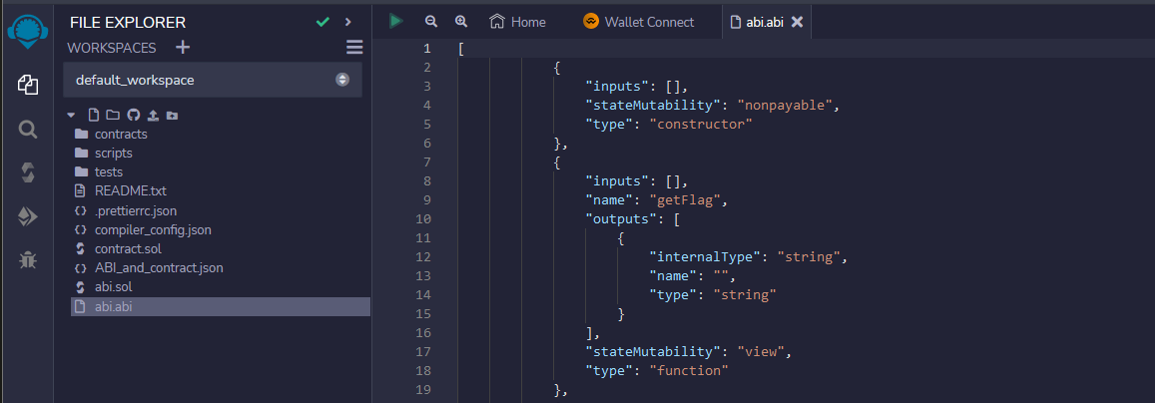 FILE EXPLORER
WORKSPACES
default_workspace
contracts
scripts
tests
README.txt
.prettierrc.json
compiler_config.json
contract.sol
ABI_and_contract.json
abi.sol
abi.abi
Home
Wallet Connect
abi.abi
1 [
2 {
3 "inputs": [],
4 "stateMutability": "nonpayable",
5 "type": "constructor"
6 },
7 {
8 "inputs": [],
9 "name": "getFlag",
10 "outputs": [
11 {
12 "internalType": "string",
13 "name": "",
14 "type": "string"
15 }
16 ],
17 "stateMutability": "view",
18 "type": "function"
19 },